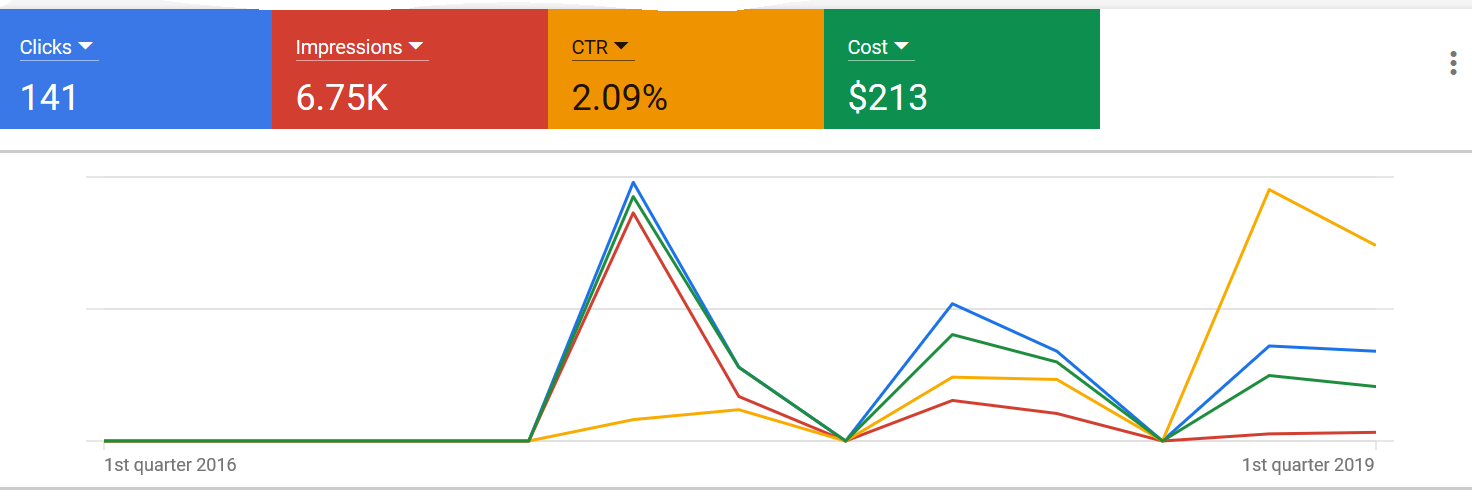 Clicks Impressions CTR Cost
141 6.75K 2.09% $213
1st quarter 2016 1st quarter 2019